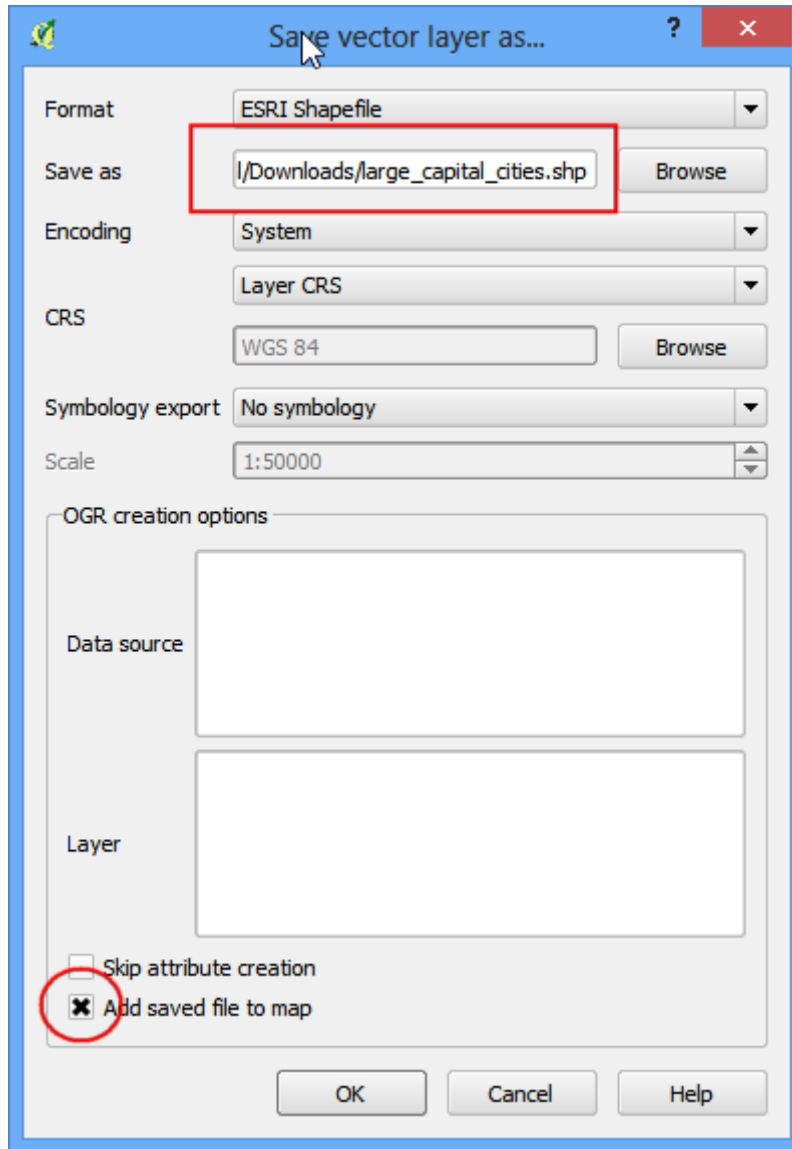 Save vector layer as...
?
Format
ESRI Shapefile
Save as
l/Downloads/large_capital_cities.shp
Browse
Encoding
System
Layer CRS
CRS
WGS 84
Browse
Symbology export
No symbology
Scale
1:50000
OGR creation options
Data source
Layer
Skip attribute creation
Add saved file to map
OK
Cancel
Help